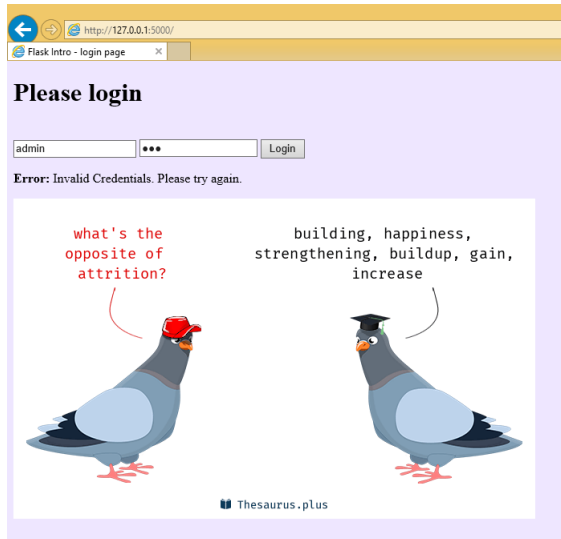 http://127.0.0.1:5000/
Flask Intro - login page
Please login
admin
●●●
Login
Error: Invalid Credentials. Please try again.
what's the
opposite of
attrition?
building, happiness,
strengthening, buildup, gain,
increase
Thesaurus.plus